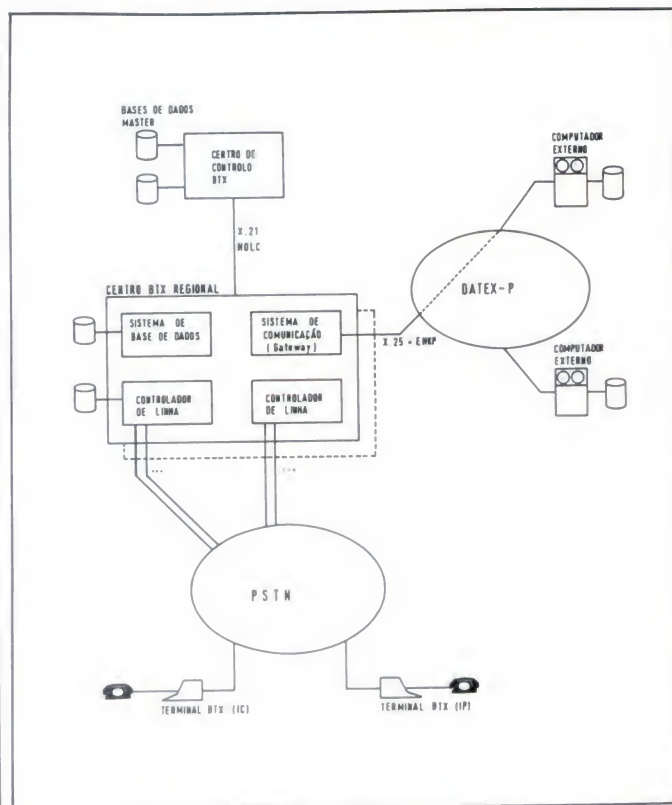 BASES DE DADOS
MASTER
CENTRO DE
CONTROLO
BTX
COMPUTADOR
EXTERNO
X.21
HDLC
DATEX-P
CENTRO BTX REGIONAL
SISTEMA DE
BASE DE DADOS
SISTEMA DE
COMUNICAÇÃO
(Gateway)
X.25 + EHKP
COMPUTADOR
EXTERNO
CONTROLADOR
DE LINHA
CONTROLADOR
DE LINHA
...
...
PSTN
TERMINAL BTX (IC)
TERMINAL BTX (IP)